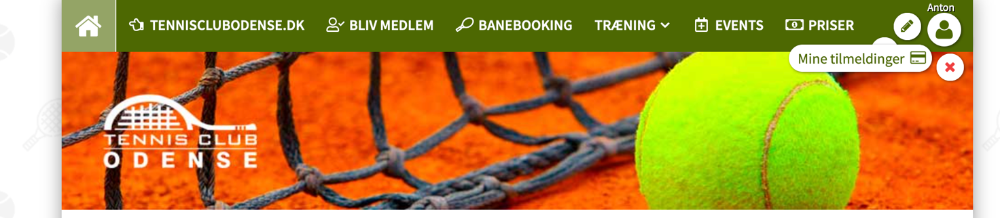 Anton
TENNISCLUBODENSE.DK BLIV MEDLEM BANEBOOKING TRÆNING EVENTS PRISER
Mine tilmeldinger
TENNIS CLUB
ODENSE